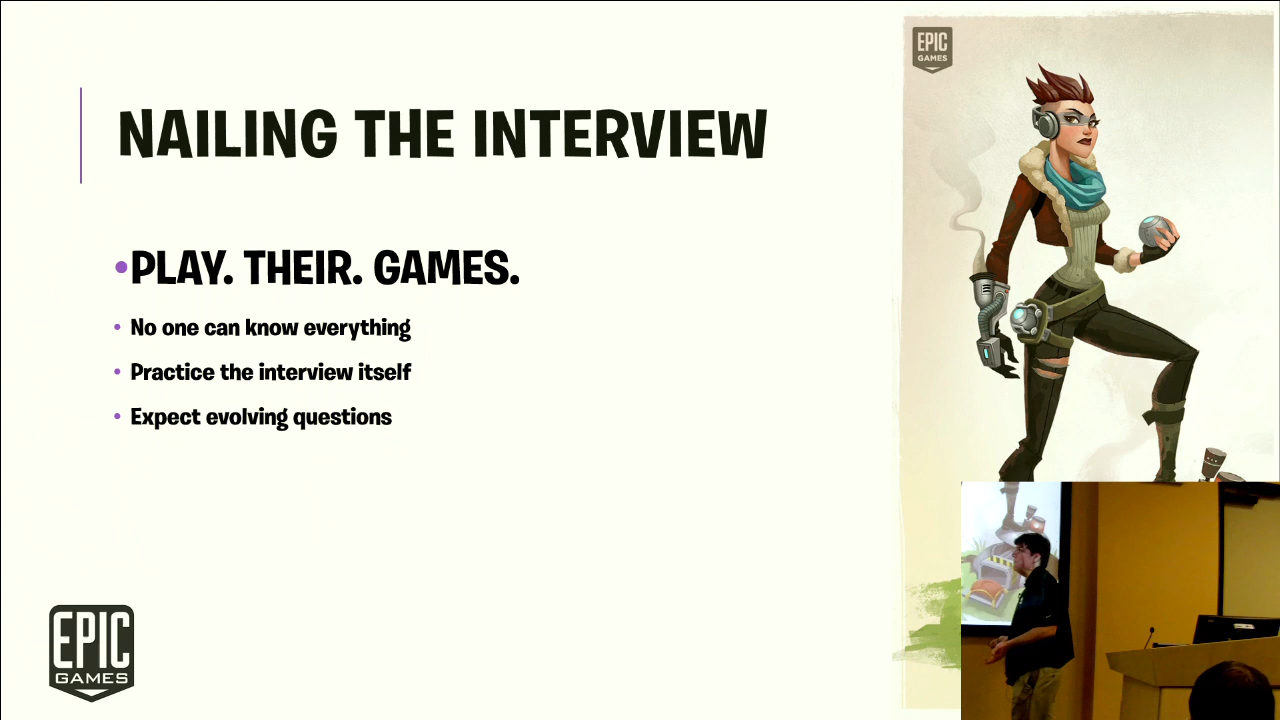 NAILING THE INTERVIEW
•PLAY. THEIR. GAMES.
• No one can know everything
• Practice the interview itself
• Expect evolving questions
EPIC
GAMES
EPIC
GAMES